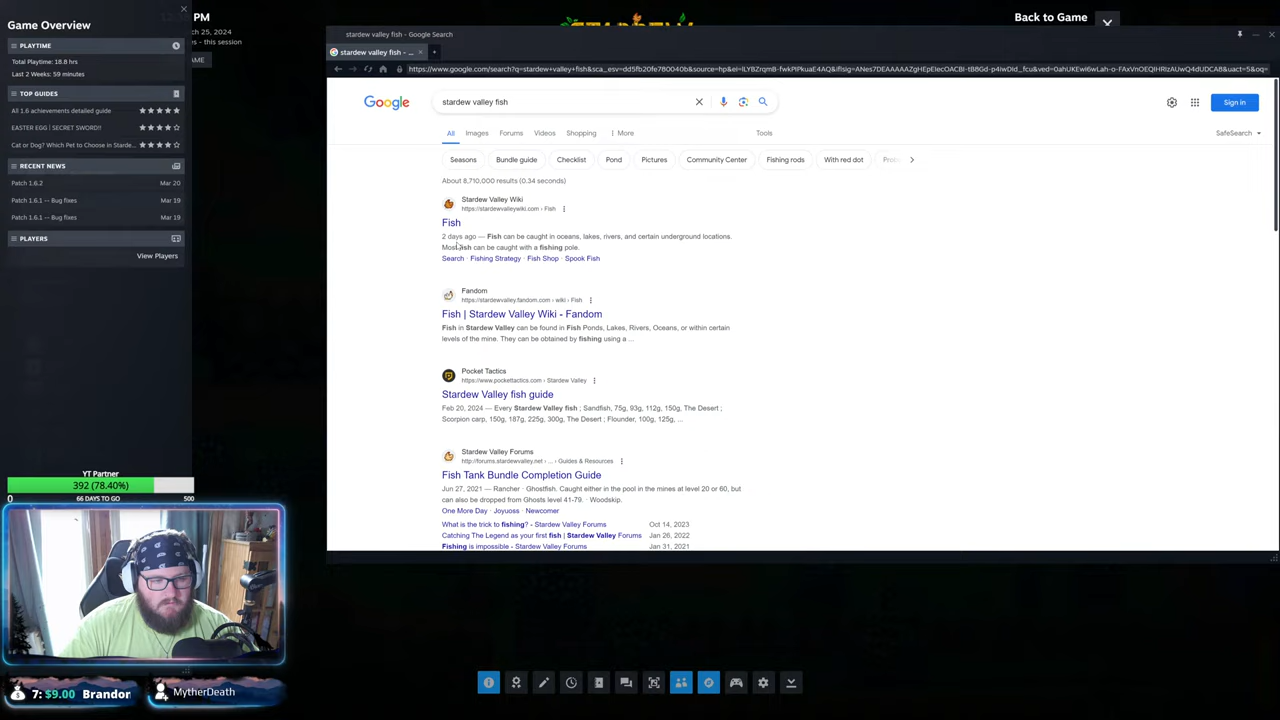 Game Overview
PM
ch 25, 2024
s - this session
AME
PLAYTIME
Total Playtime: 18.8 hrs
Last 2 Weeks: 59 minutes
TOP GUIDES
All 1.6 achievements detailed guide
EASTER EGG | SECRET SWORD!!
Cat or Dog? Which Pet to Choose in Starde...
RECENT NEWS
Patch 1.6.2 Mar 20
Patch 1.6.1 -- Bug fixes Mar 19
Patch 1.6.1 -- Bug fixes Mar 19
PLAYERS
View Players
Back to Game
stardew valley fish - Google Search
stardew valley fish - ...
Google
stardew valley fish
Sign in
All Images Forums Videos Shopping More Tools
SafeSearch
Seasons Bundle guide Checklist Pond Pictures Community Center Fishing rods With red dot
About 8,710,000 results (0.34 seconds)
Stardew Valley Wiki
https://stardewvalleywiki.com › Fish
Fish
2 days ago — Fish can be caught in oceans, lakes, rivers, and certain underground locations.
Most fish can be caught with a fishing pole.
Search · Fishing Strategy · Fish Shop · Spook Fish
Fandom
https://stardewvalley.fandom.com › wiki › Fish
Fish | Stardew Valley Wiki - Fandom
Fish in Stardew Valley can be found in Fish Ponds, Lakes, Rivers, Oceans, or within certain
levels of the mine. They can be obtained by fishing using a ...
Pocket Tactics
https://www.pockettactics.com › Stardew Valley
Stardew Valley fish guide
Feb 20, 2024 — Every Stardew Valley fish ; Sandfish, 75g, 93g, 112g, 150g, The Desert ;
Scorpion carp, 150g, 187g, 225g, 300g, The Desert ; Flounder, 100g, 125g, ...
Stardew Valley Forums
http://forums.stardewvalley.net › ... › Guides & Resources
Fish Tank Bundle Completion Guide
Jun 27, 2021 — Rancher · Ghostfish. Caught either in the pool in the mines at level 20 or 60, but
can also be dropped from Ghosts level 41-79. · Woodskip.
One More Day · Joyuoss · Newcomer
What is the trick to fishing? - Stardew Valley Forums Oct 14, 2023
Catching The Legend as your first fish | Stardew Valley Forums Jan 26, 2022
Fishing is impossible - Stardew Valley Forums Jan 31, 2021
YT Partner
392 (78.40%)
0 66 DAYS TO GO 500
7: $9.00 Brandon
MytherDeath